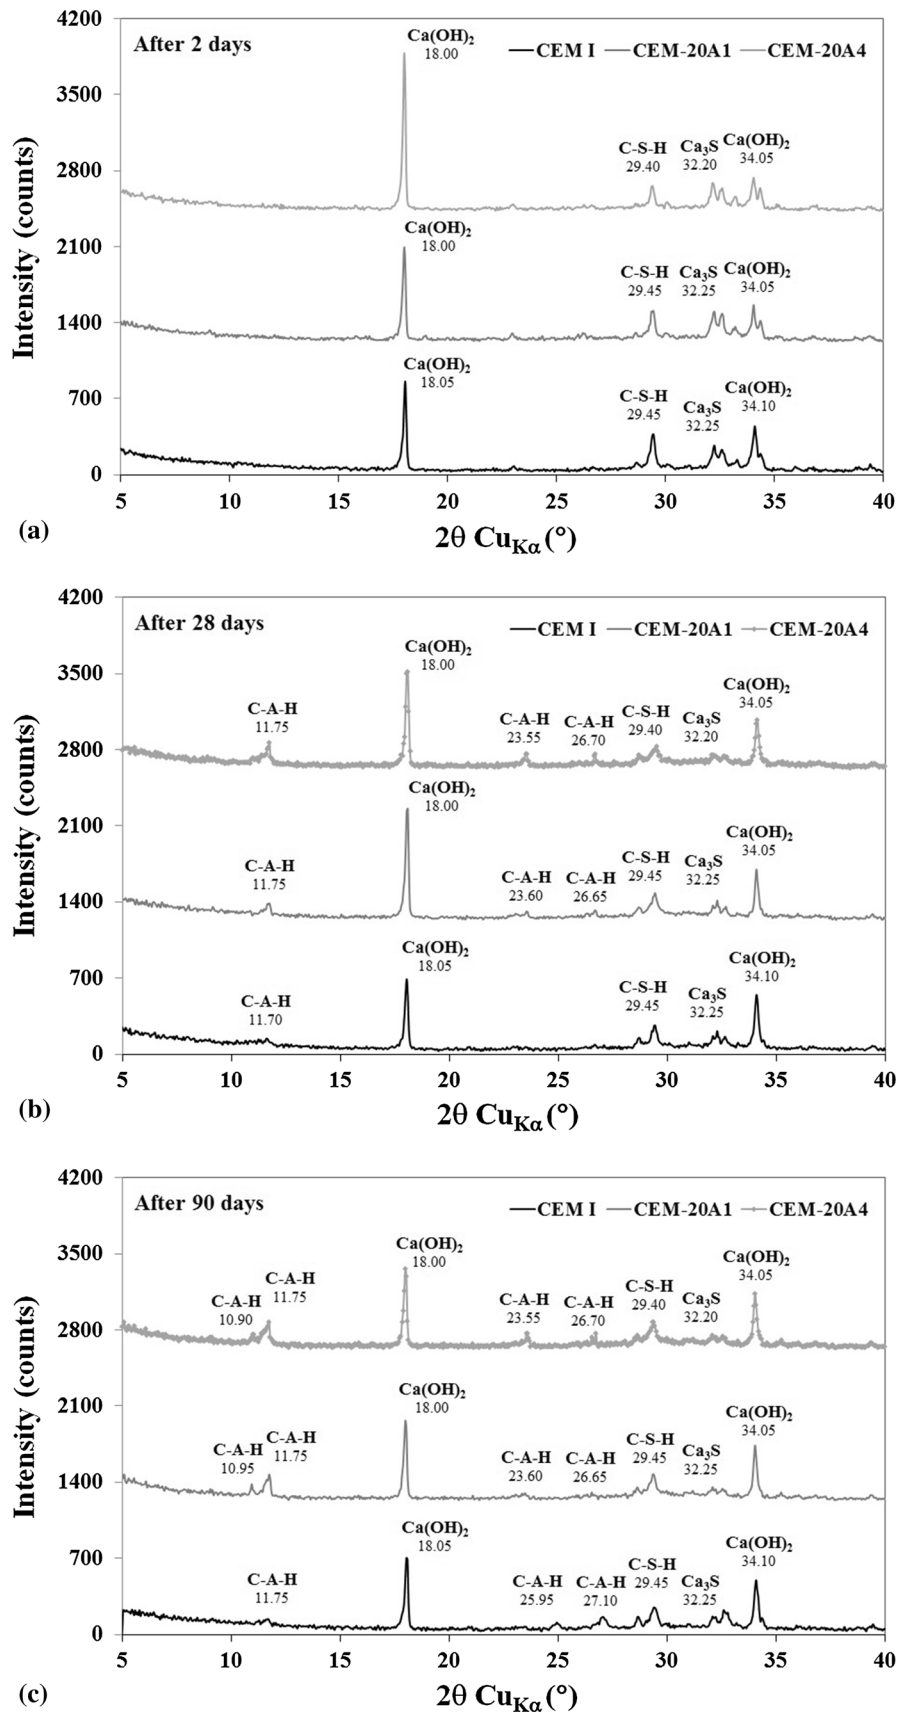 After 2 days
CEM I CEM-20A1 CEM-20A4
Intensity (counts)
4200
3500
2800
2100
1400
700
0
Ca(OH)₂
18.00
C-S-H
29.40
Ca₃S
32.20
Ca(OH)₂
34.05
Ca(OH)₂
18.00
C-S-H
29.45
Ca₃S
32.25
Ca(OH)₂
34.05
Ca(OH)₂
18.05
C-S-H
29.45
Ca₃S
32.25
Ca(OH)₂
34.10
5 10 15 20 25 30 35 40
(a)
2θ Cu_Kα (°)
After 28 days
CEM I CEM-20A1 CEM-20A4
Intensity (counts)
4200
3500
2800
2100
1400
700
0
C-A-H
11.75
Ca(OH)₂
18.00
C-A-H
23.55
C-A-H
26.70
C-S-H
29.40
Ca₃S
32.20
Ca(OH)₂
34.05
C-A-H
11.75
Ca(OH)₂
18.00
C-A-H
23.60
C-A-H
26.65
C-S-H
29.45
Ca₃S
32.25
Ca(OH)₂
34.05
C-A-H
11.70
Ca(OH)₂
18.05
C-S-H
29.45
Ca₃S
32.25
Ca(OH)₂
34.10
5 10 15 20 25 30 35 40
(b)
2θ Cu_Kα (°)
After 90 days
CEM I CEM-20A1 CEM-20A4
Intensity (counts)
4200
3500
2800
2100
1400
700
0
C-A-H
10.90
C-A-H
11.75
Ca(OH)₂
18.00
C-A-H
23.55
C-A-H
26.70
C-S-H
29.40
Ca₃S
32.20
Ca(OH)₂
34.05
C-A-H
10.95
C-A-H
11.75
Ca(OH)₂
18.00
C-A-H
23.60
C-A-H
26.65
C-S-H
29.45
Ca₃S
32.25
Ca(OH)₂
34.05
C-A-H
11.75
Ca(OH)₂
18.05
C-A-H
25.95
C-A-H
27.10
C-S-H
29.45
Ca₃S
32.25
Ca(OH)₂
34.10
5 10 15 20 25 30 35 40
(c)
2θ Cu_Kα (°)